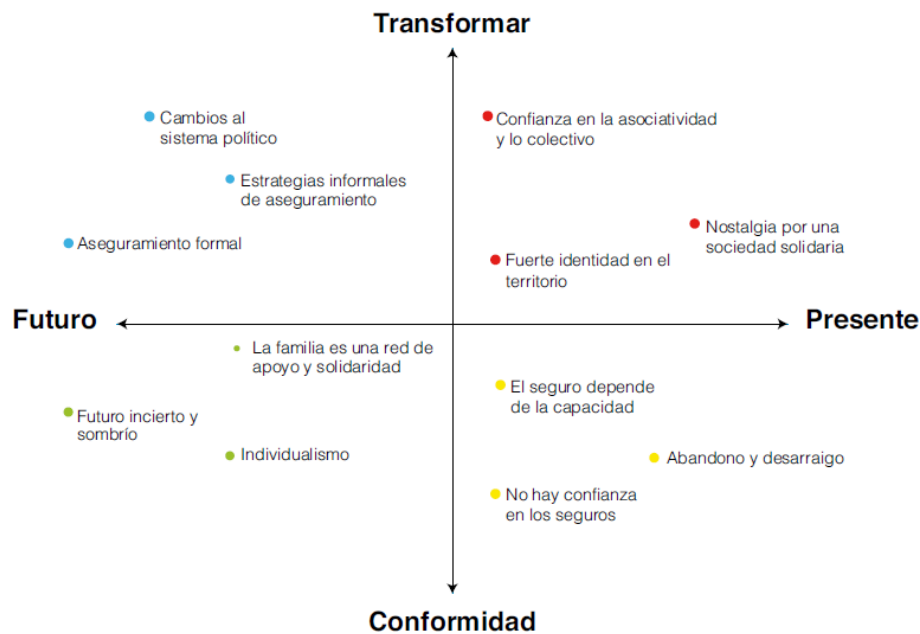 Transformar
Cambios al
sistema político
Confianza en la asociatividad
y lo colectivo
Estrategias informales
de aseguramiento
Nostalgia por una
sociedad solidaria
Aseguramiento formal
Fuerte identidad en el
territorio
Futuro
Presente
La familia es una red de
apoyo y solidaridad
El seguro depende
de la capacidad
Futuro incierto y
sombrío
Individualismo
Abandono y desarraigo
No hay confianza
en los seguros
Conformidad